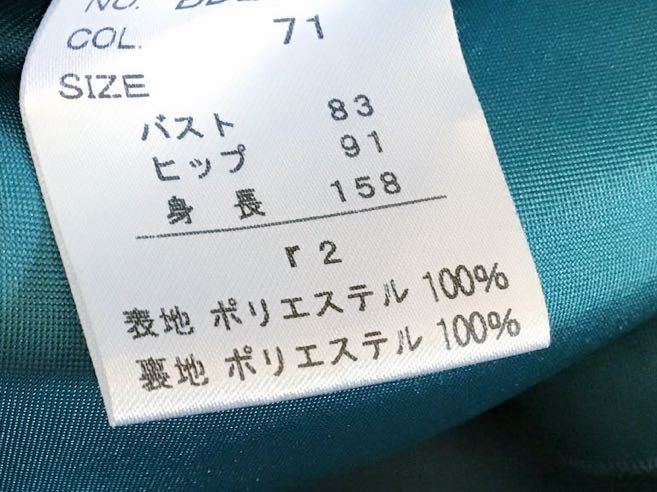 NO.
COL. 71
SIZE
バスト 83
ヒップ 91
身長 158
r2
表地 ポリエステル 100%
裏地 ポリエステル 100%